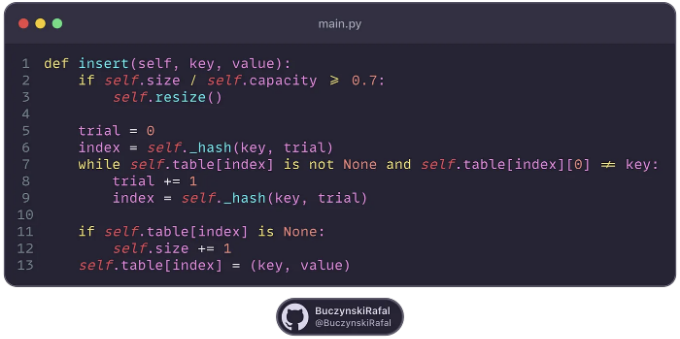 main.py
1 def insert(self, key, value):
2     if self.size / self.capacity >= 0.7:
3         self.resize()
4
5     trial = 0
6     index = self._hash(key, trial)
7     while self.table[index] is not None and self.table[index][0] != key:
8         trial += 1
9         index = self._hash(key, trial)
10
11     if self.table[index] is None:
12         self.size += 1
13     self.table[index] = (key, value)
BuczynskiRafal
@BuczynskiRafal